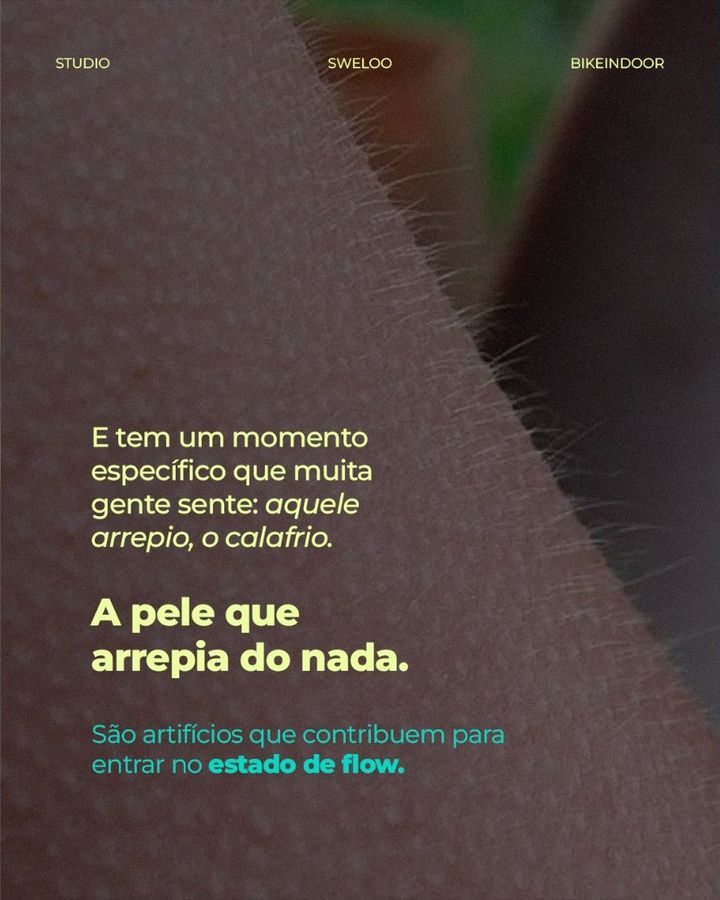 STUDIO SWELOO BIKEINDOOR
E tem um momento
específico que muita
gente sente: aquele
arrepio, o calafrio.
A pele que
arrepia do nada.
São artifícios que contribuem para
entrar no estado de flow.